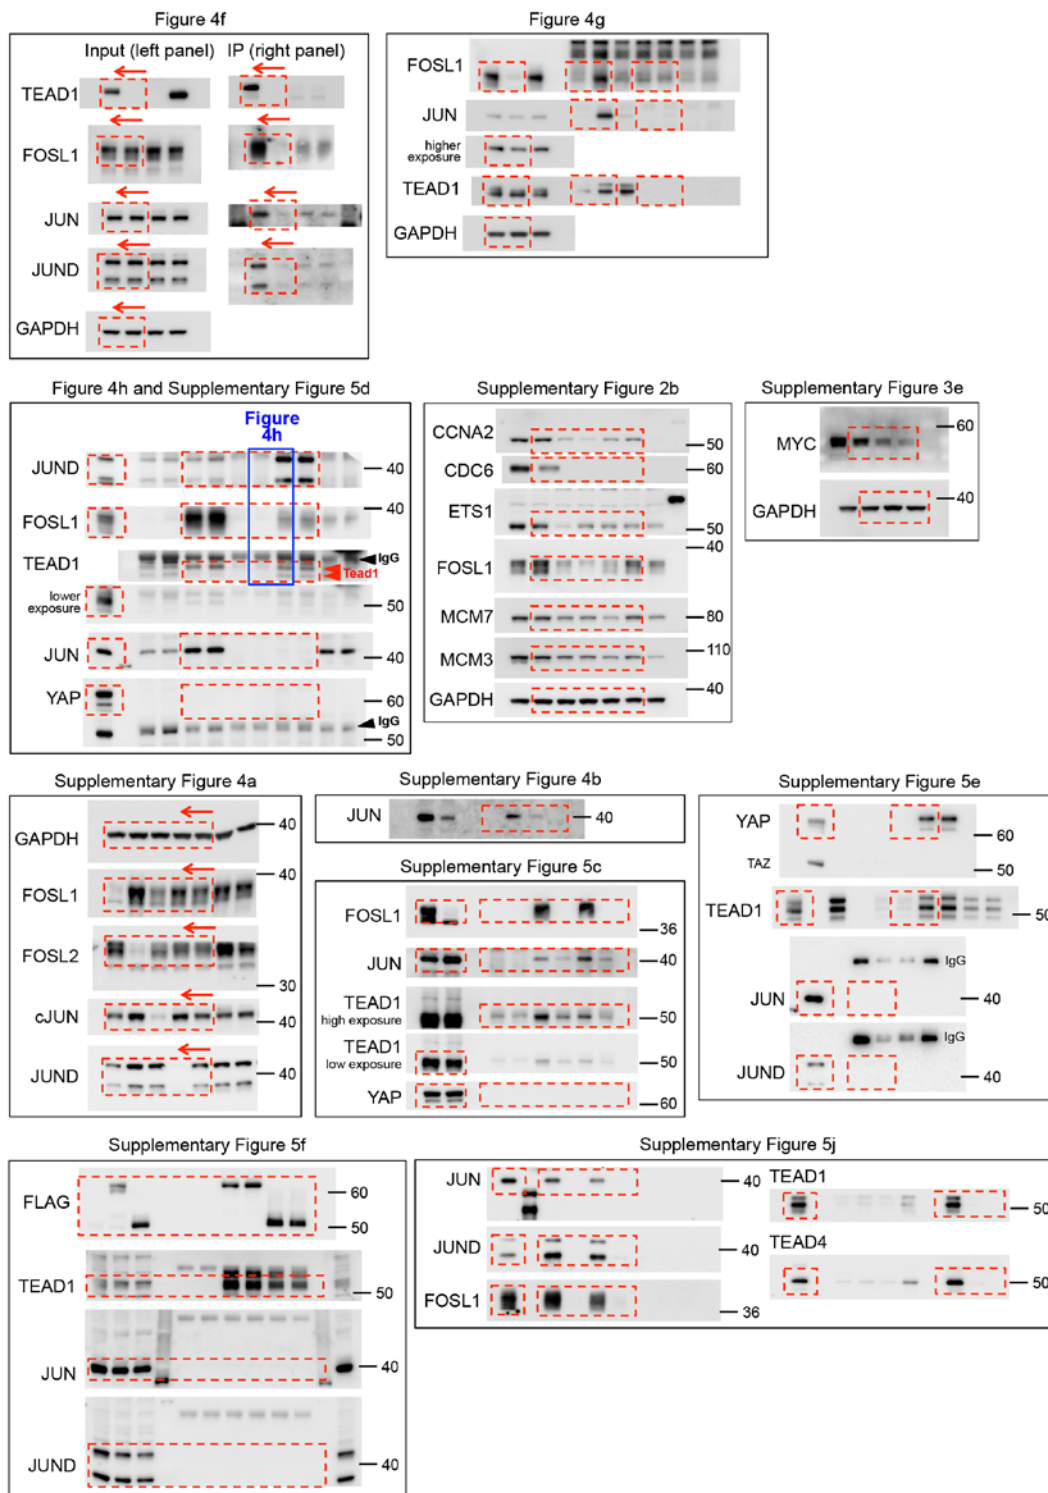 Figure 4f
Input (left panel) IP (right panel)
TEAD1
FOSL1
JUN
JUND
GAPDH
Figure 4g
FOSL1
JUN
higher
exposure
TEAD1
GAPDH
Figure 4h and Supplementary Figure 5d
Figure
4h
JUND
40
FOSL1
40
TEAD1
IgG
Tead1
lower
exposure
50
JUN
40
YAP
60
IgG
50
Supplementary Figure 2b
CCNA2
50
CDC6
60
ETS1
50
40
FOSL1
MCM7
80
MCM3
110
40
GAPDH
Supplementary Figure 3e
60
MYC
40
GAPDH
Supplementary Figure 4a
40
GAPDH
40
FOSL1
FOSL2
30
cJUN
40
JUND
40
Supplementary Figure 4b
JUN
40
Supplementary Figure 5c
FOSL1
36
JUN
40
TEAD1
high exposure
50
TEAD1
low exposure
50
YAP
60
Supplementary Figure 5e
YAP
60
TAZ
50
TEAD1
50
IgG
JUN
40
IgG
JUND
40
Supplementary Figure 5f
FLAG
60
50
TEAD1
50
JUN
40
JUND
40
Supplementary Figure 5j
JUN
40
JUND
40
FOSL1
36
TEAD1
50
TEAD4
50